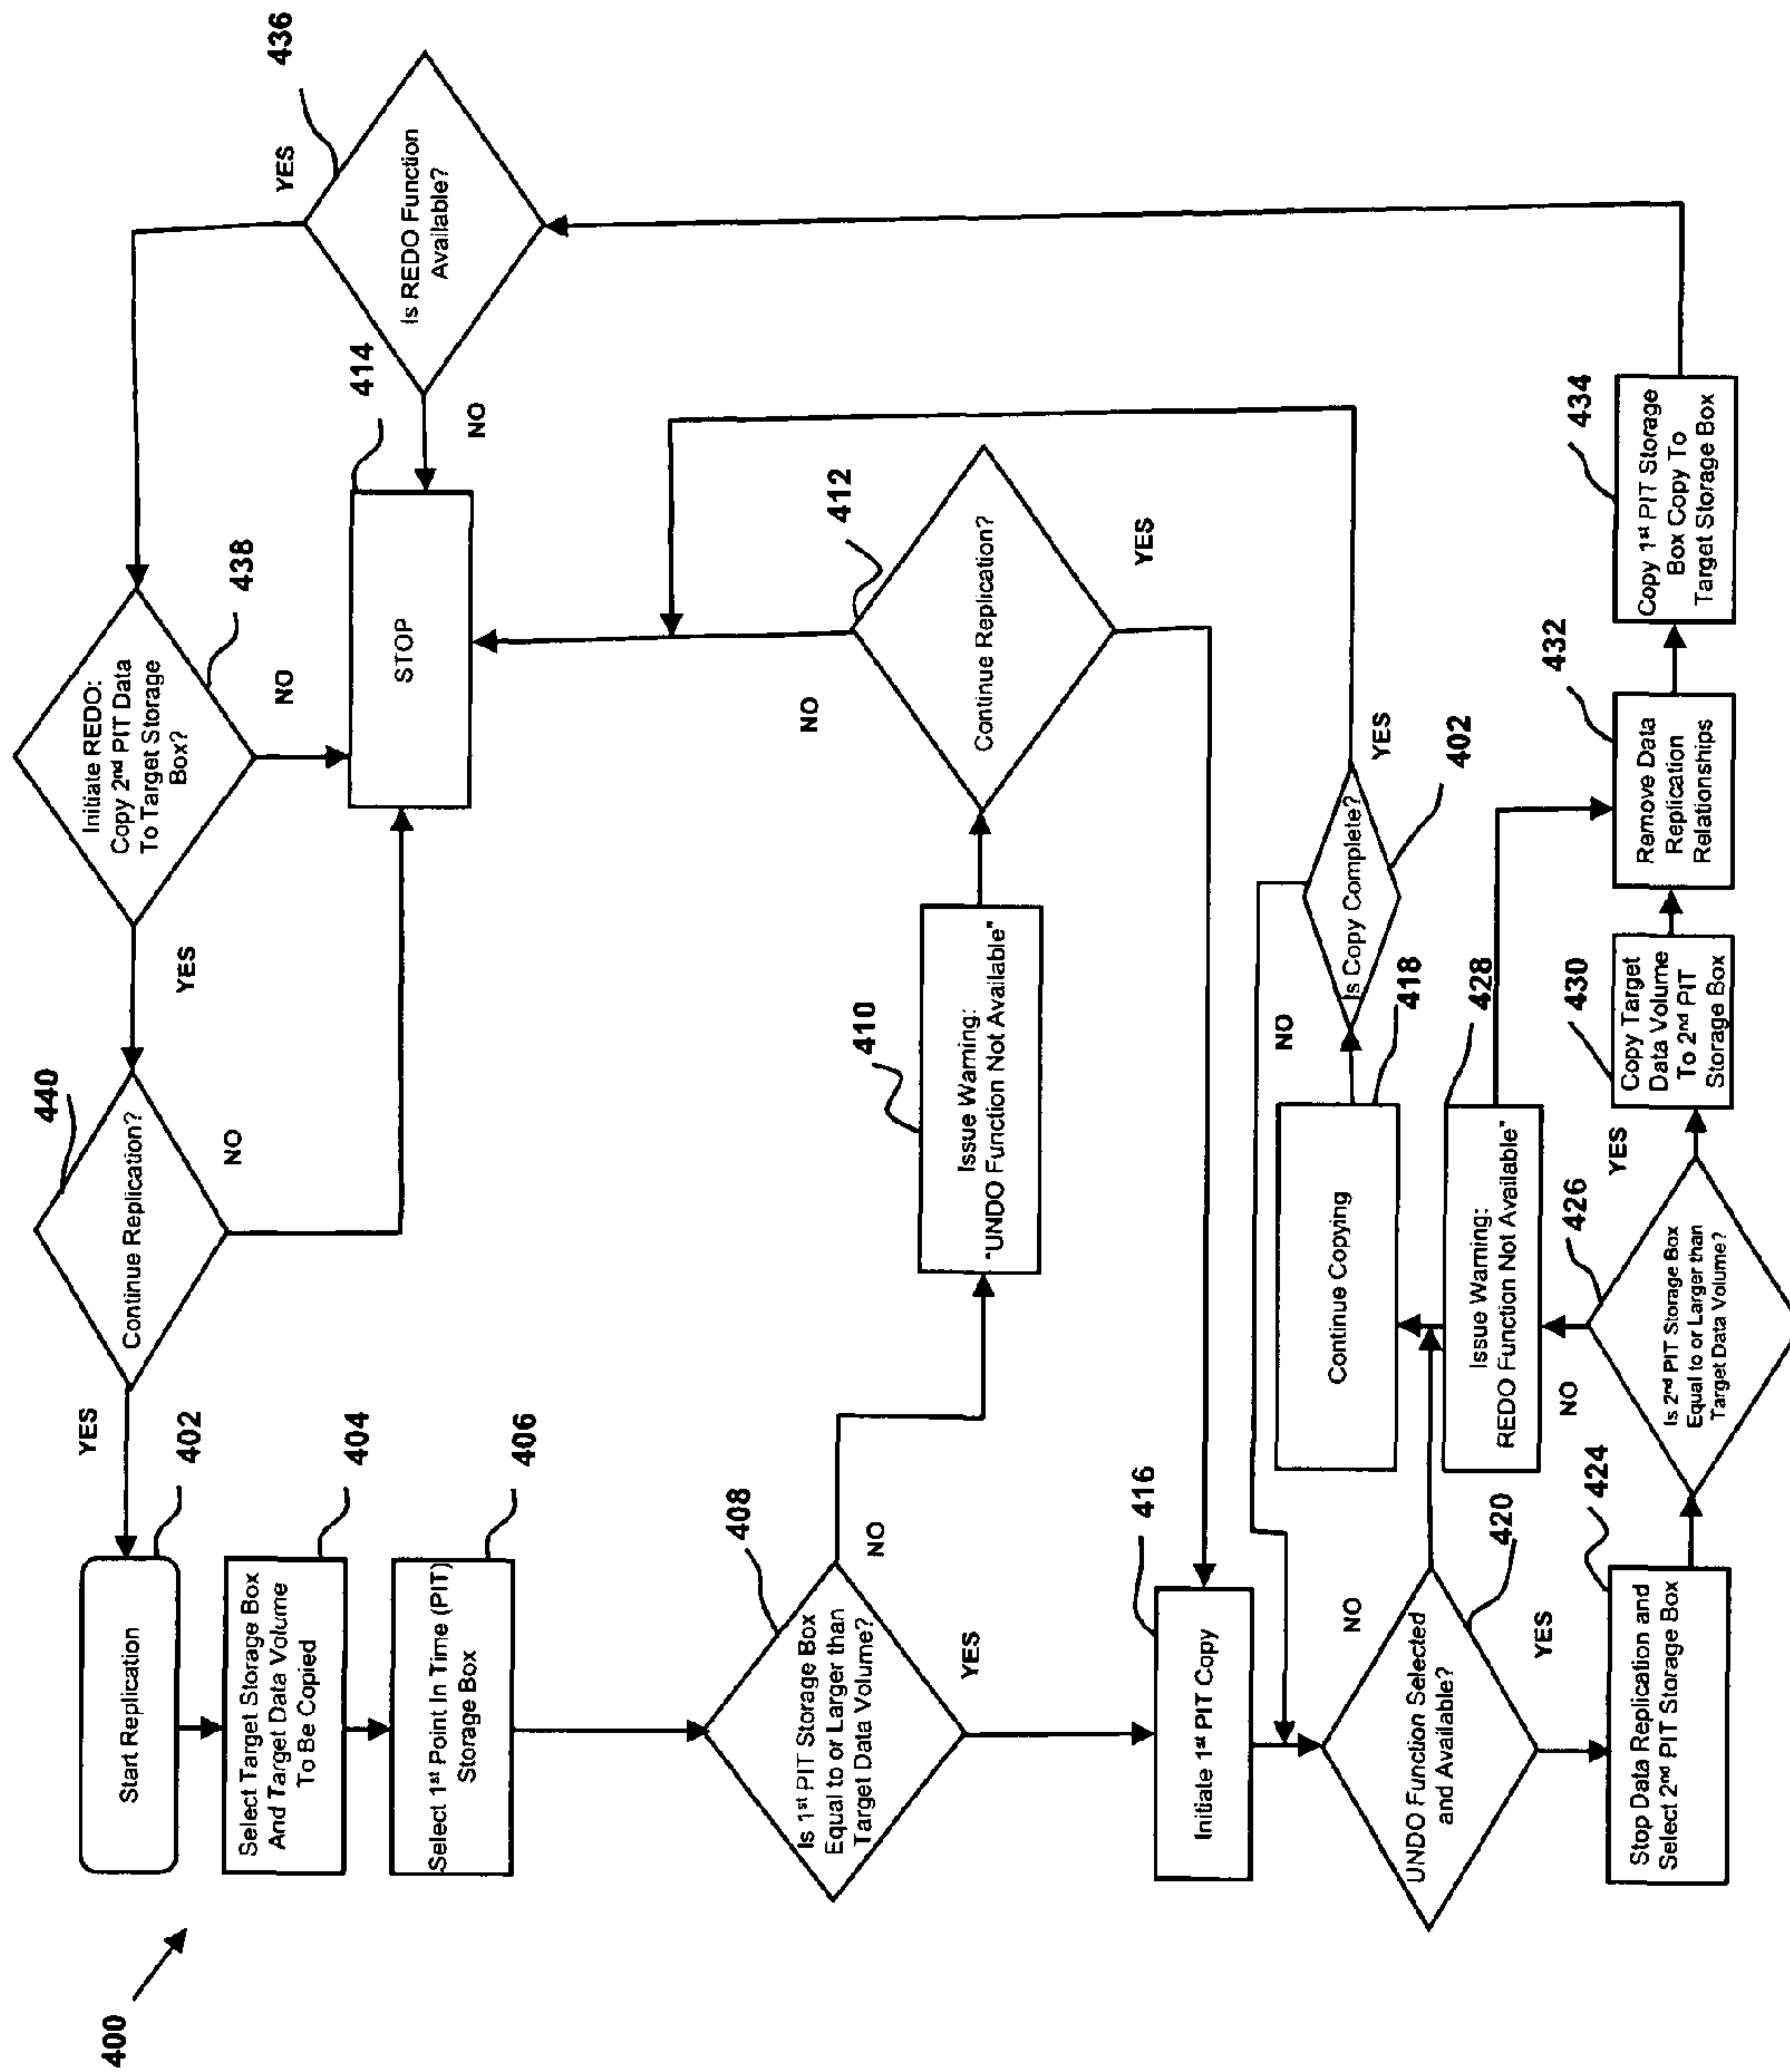 400
Start Replication
402
Select Target Storage Box
And Target Data Volume
To Be Copied
404
Select 1st Point In Time (PIT)
Storage Box
406
Is 1st PIT Storage Box
Equal to or Larger than
Target Data Volume?
408
NO
YES
Issue Warning:
"UNDO Function Not Available"
410
Continue Replication?
412
NO
YES
STOP
414
Initiate 1st PIT Copy
416
UNDO Function Selected
and Available?
420
NO
YES
Continue Copying
418
Is Copy Complete?
402
NO
YES
Stop Data Replication and
Select 2nd PIT Storage Box
424
Is 2nd PIT Storage Box
Equal to or Larger than
Target Data Volume?
426
NO
YES
Issue Warning:
REDO Function Not Available"
428
Copy Target
Data Volume
To 2nd PIT
Storage Box
430
Remove Data
Replication
Relationships
432
Copy 1st PIT Storage
Box Copy To
Target Storage Box
434
Is REDO Function
Available?
436
YES
NO
Initiate REDO:
Copy 2nd PIT Data
To Target Storage
Box?
438
NO
YES
Continue Replication?
440
NO
YES